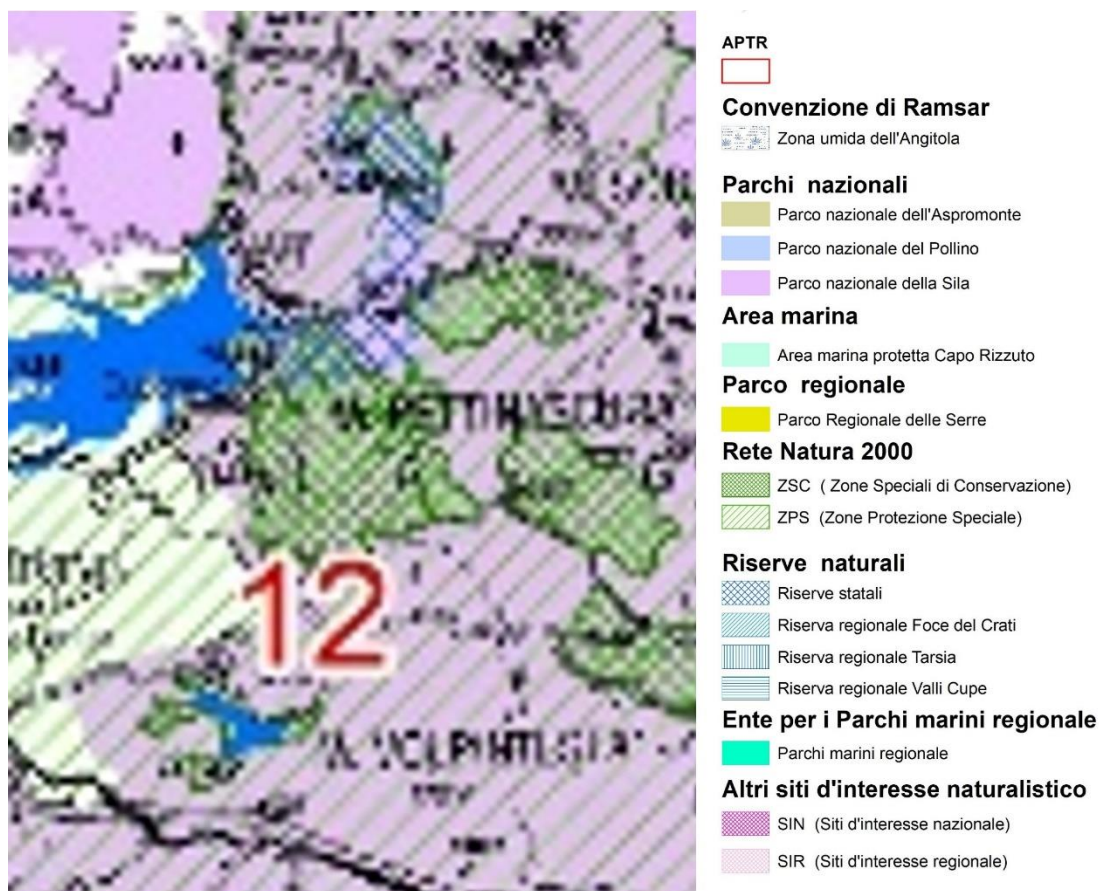 12
APTR
Convenzione di Ramsar
Zona umida dell'Angitola
Parchi nazionali
Parco nazionale dell'Aspromonte
Parco nazionale del Pollino
Parco nazionale della Sila
Area marina
Area marina protetta Capo Rizzuto
Parco regionale
Parco Regionale delle Serre
Rete Natura 2000
ZSC ( Zone Speciali di Conservazione)
ZPS (Zone Protezione Speciale)
Riserve naturali
Riserve statali
Riserva regionale Foce del Crati
Riserva regionale Tarsia
Riserva regionale Valli Cupe
Ente per i Parchi marini regionale
Parchi marini regionale
Altri siti d'interesse naturalistico
SIN (Siti d'interesse nazionale)
SIR (Siti d'interesse regionale)